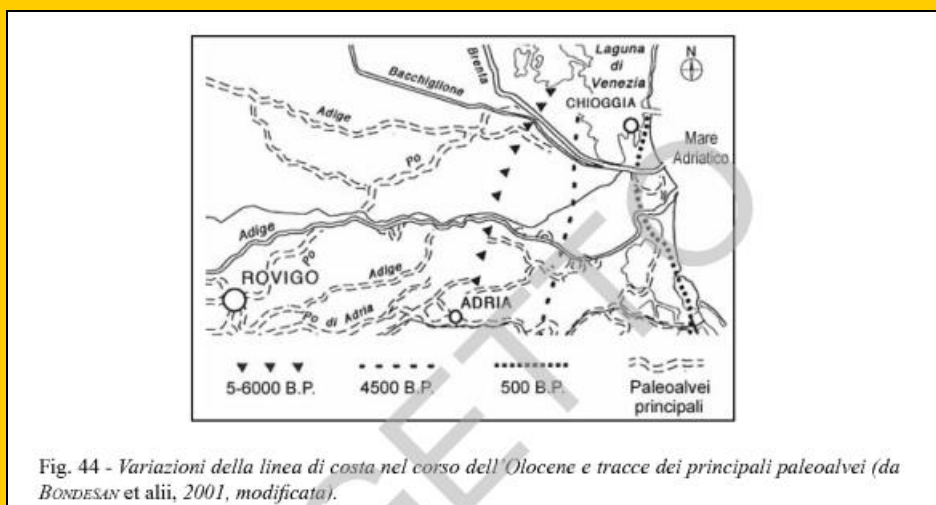 N
Laguna
di
Venezia
Brenta
Bacchiglione
CHIOGGIA
Adige
Mare
Adriatico
Po
Adige
Po
ROVIGO
Adige
ADRIA
Po di Adria
5-6000 B.P.
4500 B.P.
500 B.P.
Paleoalvei
principali
Fig. 44 - Variazioni della linea di costa nel corso dell'Olocene e tracce dei principali paleoalvei (da
BONDESAN et alii, 2001, modificata).